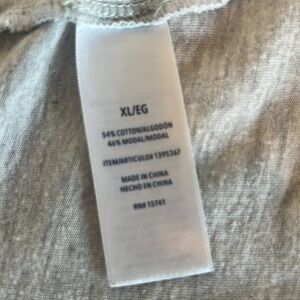 XL/EG
54% COTTON/ALGODÓN
46% MODAL/MODAL
ITEM/ARTICULO# 1395367
MADE IN CHINA
HECHO EN CHINA
RN# 15741